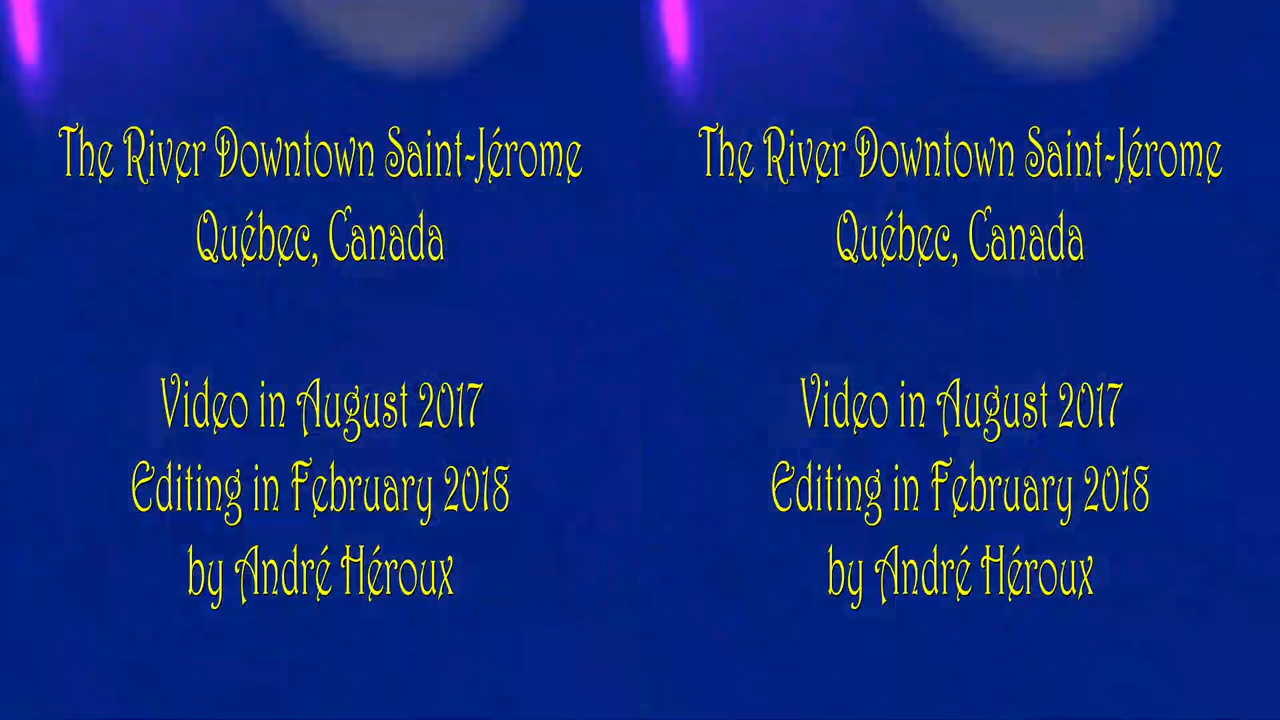 The River Downtown Saint-Jérome
Québec, Canada
Video in August 2017
Editing in February 2018
by André Héroux
The River Downtown Saint-Jérome
Québec, Canada
Video in August 2017
Editing in February 2018
by André Héroux